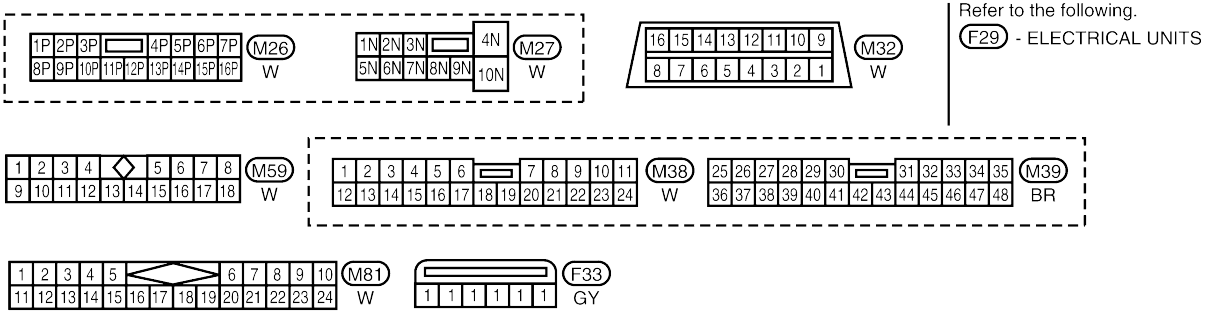 Refer to the following.
F29 - ELECTRICAL UNITS
1P 2P 3P 4P 5P 6P 7P
8P 9P 10P 11P 12P 13P 14P 15P 16P
M26
W
1N 2N 3N 4N
5N 6N 7N 8N 9N 10N
M27
W
16 15 14 13 12 11 10 9
8 7 6 5 4 3 2 1
M32
W
1 2 3 4 5 6 7 8
9 10 11 12 13 14 15 16 17 18
M59
W
1 2 3 4 5 6 7 8 9 10 11
12 13 14 15 16 17 18 19 20 21 22 23 24
M38
W
25 26 27 28 29 30 31 32 33 34 35
36 37 38 39 40 41 42 43 44 45 46 47 48
M39
BR
1 2 3 4 5 6 7 8 9 10
11 12 13 14 15 16 17 18 19 20 21 22 23 24
M81
W
1 1 1 1 1 1
F33
GY